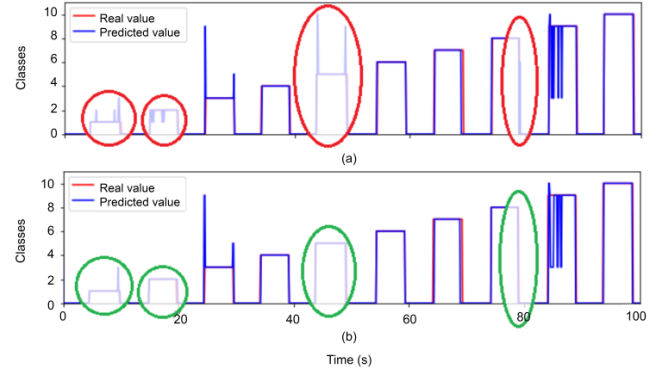 10
8
6
4
2
0
Classes
Real value
Predicted value
(a)
10
8
6
4
2
0
Classes
Real value
Predicted value
0 20 40 60 80 100
(b)
Time (s)